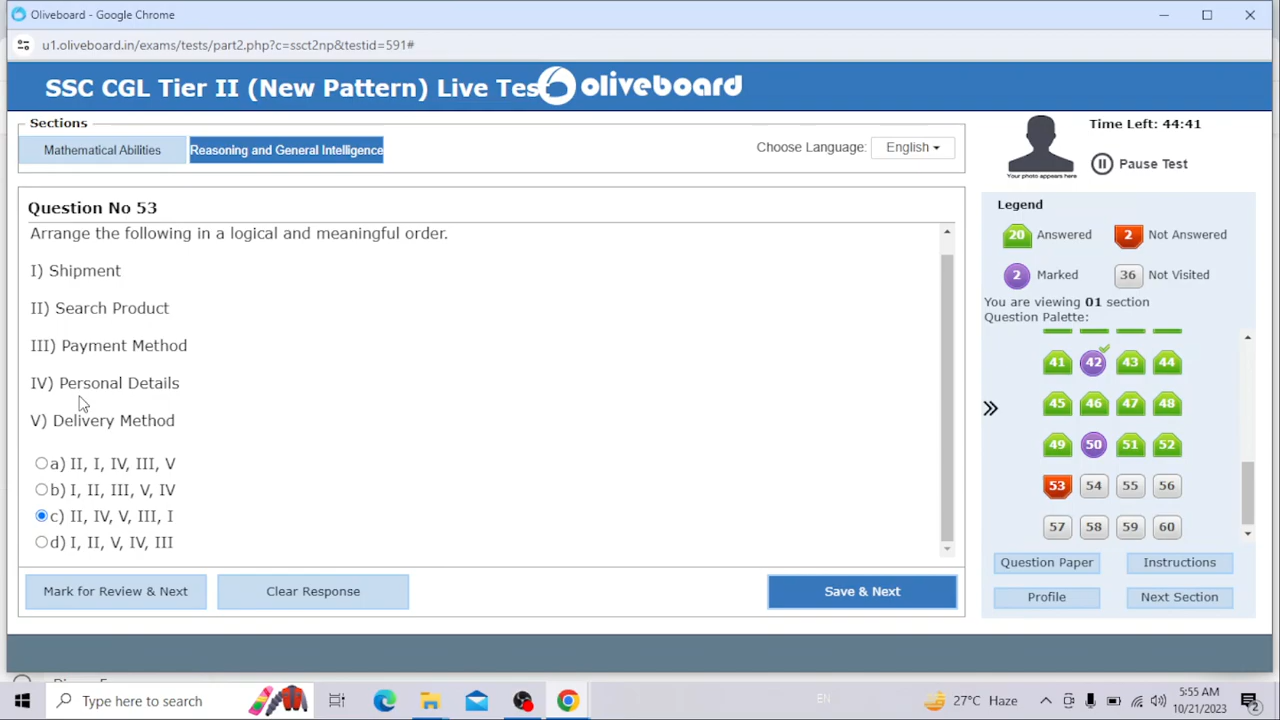 Oliveboard - Google Chrome
u1.oliveboard.in/exams/tests/part2.php?c=ssct2np&testid=591#
SSC CGL Tier II (New Pattern) Live Tes
oliveboard
Sections
Mathematical Abilities
Reasoning and General Intelligence
Choose Language:
English
Your photo appears here
Time Left: 44:41
Pause Test
Question No 53
Arrange the following in a logical and meaningful order.
I) Shipment
II) Search Product
III) Payment Method
IV) Personal Details
V) Delivery Method
a) II, I, IV, III, V
b) I, II, III, V, IV
c) II, IV, V, III, I
d) I, II, V, IV, III
Mark for Review & Next
Clear Response
Save & Next
Legend
20 Answered
2 Not Answered
2 Marked
36 Not Visited
You are viewing 01 section
Question Palette:
41 42 43 44
45 46 47 48
49 50 51 52
53 54 55 56
57 58 59 60
Question Paper
Instructions
Profile
Next Section
Type here to search
EN
27°C Haze
5:55 AM
10/21/2023
2